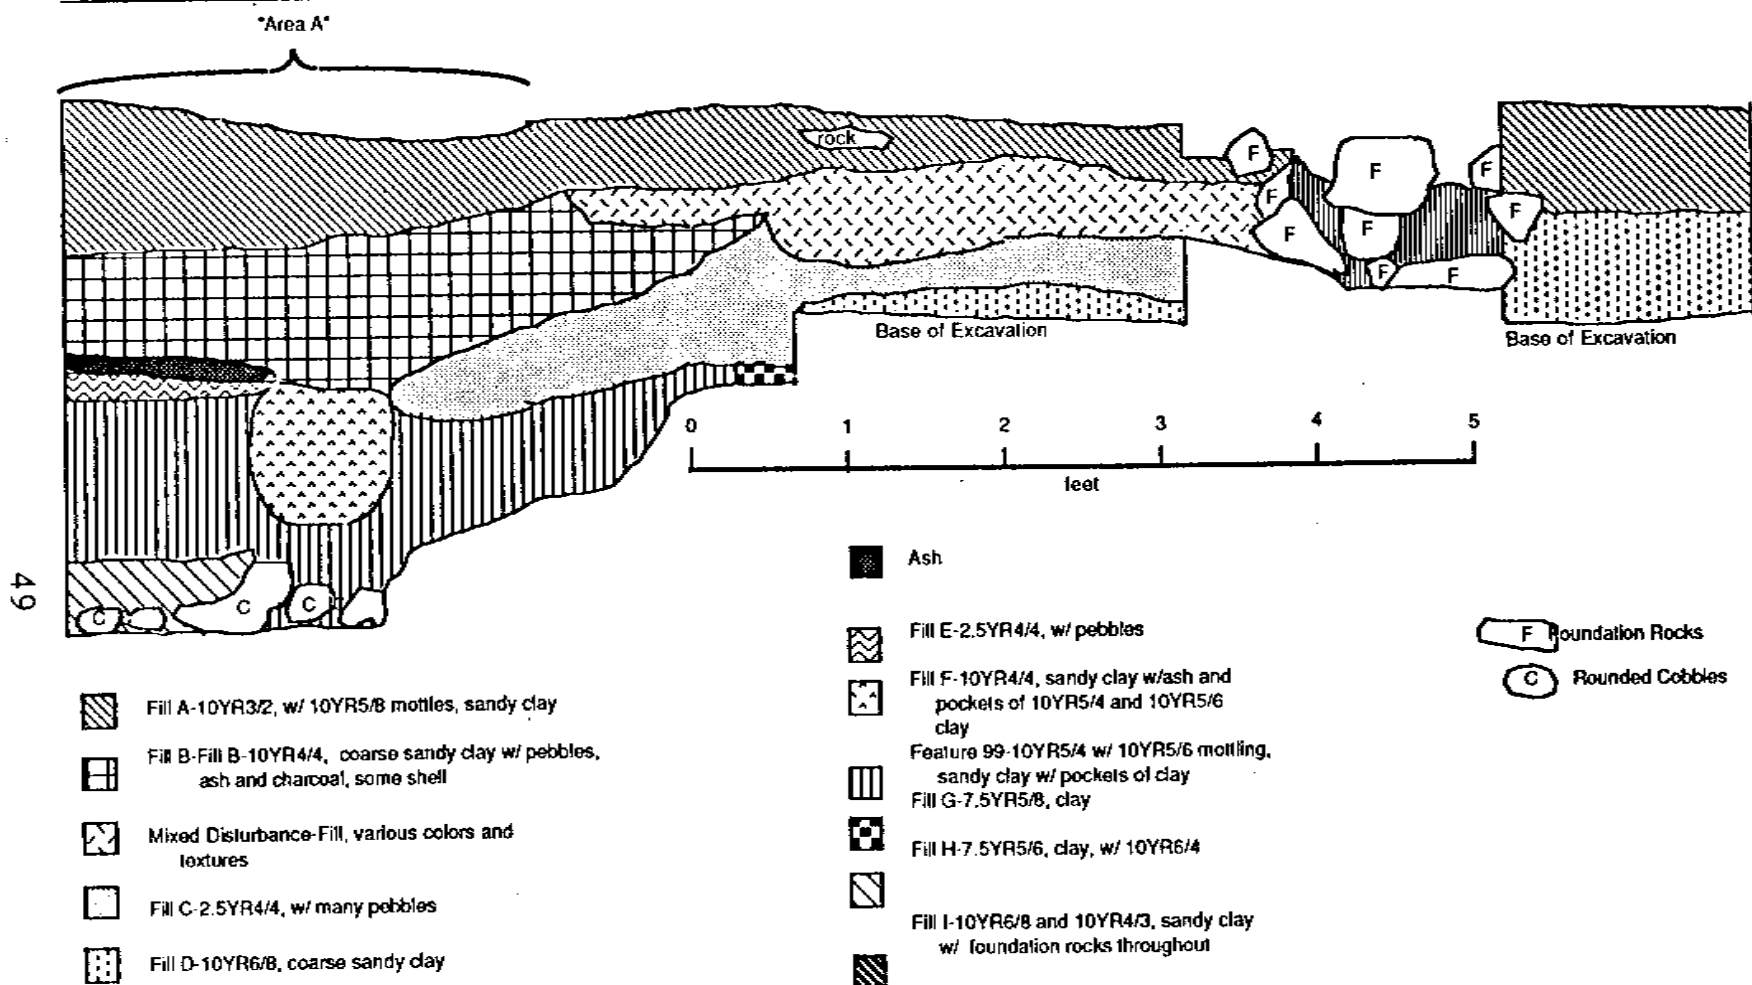 "Area A"
rock
F
F
F
F
F
F
F
F
F
Base of Excavation
Base of Excavation
0 1 2 3 4 5
feet
C
C
C
49
Fill A-10YR3/2, w/ 10YR5/8 mottles, sandy clay
Fill B-Fill B-10YR4/4, coarse sandy clay w/ pebbles,
ash and charcoal, some shell
Mixed Disturbance-Fill, various colors and
textures
Fill C-2.5YR4/4, w/ many pebbles
Fill D-10YR6/8, coarse sandy clay
Ash
Fill E-2.5YR4/4, w/ pebbles
Fill F-10YR4/4, sandy clay w/ash and
pockets of 10YR5/4 and 10YR5/6
clay
Feature 99-10YR5/4 w/ 10YR5/6 mottling,
sandy clay w/ pockets of clay
Fill G-7.5YR5/8, clay
Fill H-7.5YR5/6, clay, w/ 10YR6/4
Fill I-10YR6/8 and 10YR4/3, sandy clay
w/ foundation rocks throughout
F Foundation Rocks
C Rounded Cobbles